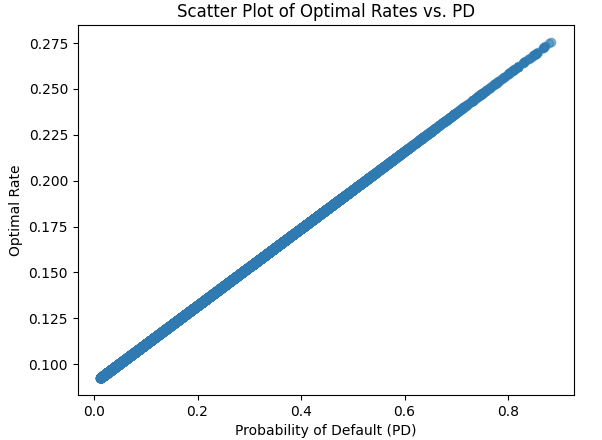 Scatter Plot of Optimal Rates vs. PD
0.275
0.250
0.225
0.200
0.175
0.150
0.125
0.100
Optimal Rate
0.0 0.2 0.4 0.6 0.8
Probability of Default (PD)